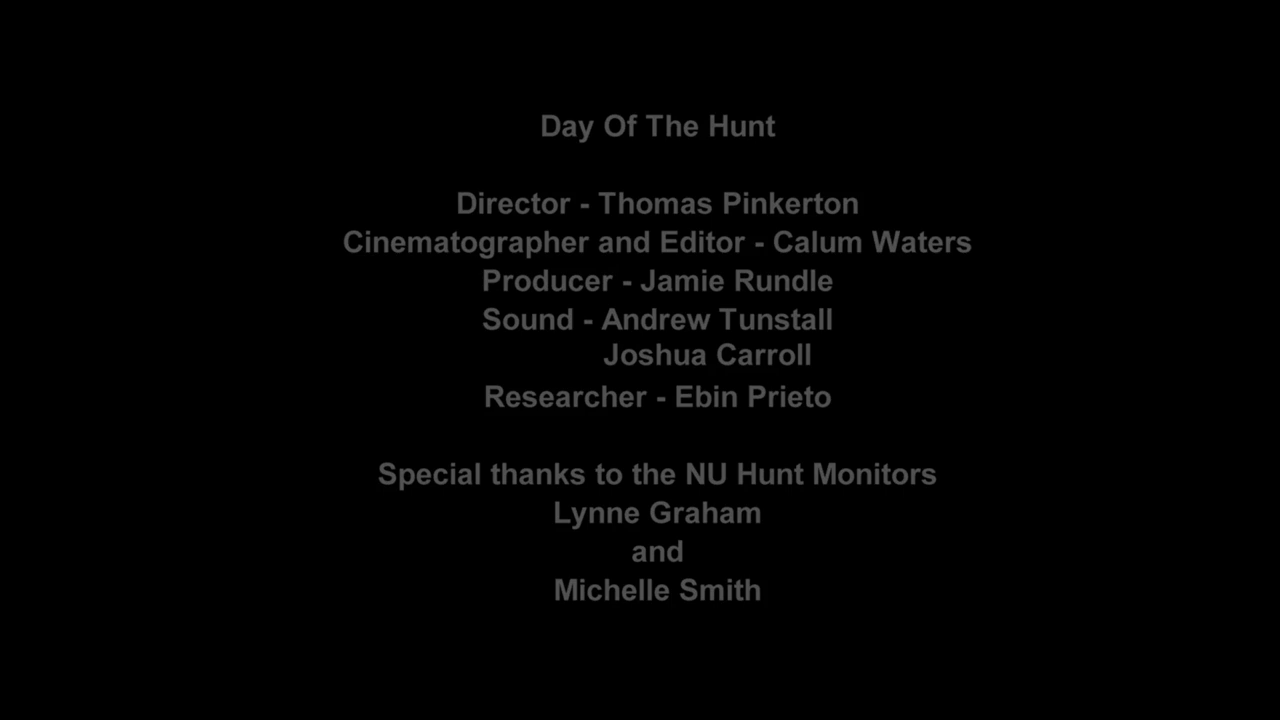 Day Of The Hunt
Director - Thomas Pinkerton
Cinematographer and Editor - Calum Waters
Producer - Jamie Rundle
Sound - Andrew Tunstall
Joshua Carroll
Researcher - Ebin Prieto
Special thanks to the NU Hunt Monitors
Lynne Graham
and
Michelle Smith